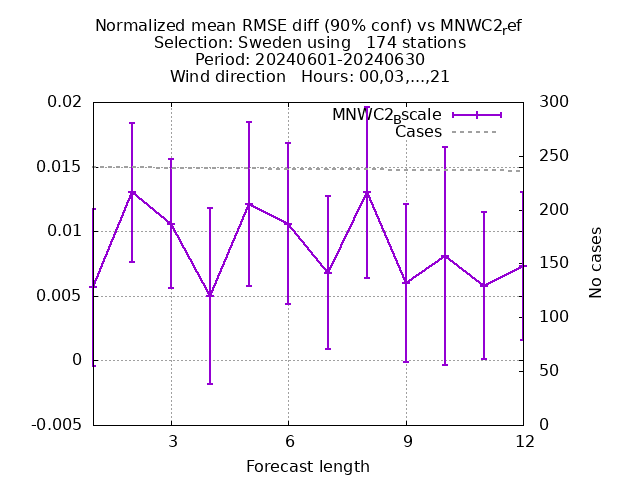 Normalized mean RMSE diff (90% conf) vs MNWC2_ref
Selection: Sweden using   174 stations
Period: 20240601-20240630
Wind direction   Hours: 00,03,...,21
MNWC2_Bscale
Cases
0.02
0.015
0.01
0.005
0
-0.005
300
250
200
150
100
50
0
No cases
3
6
9
12
Forecast length